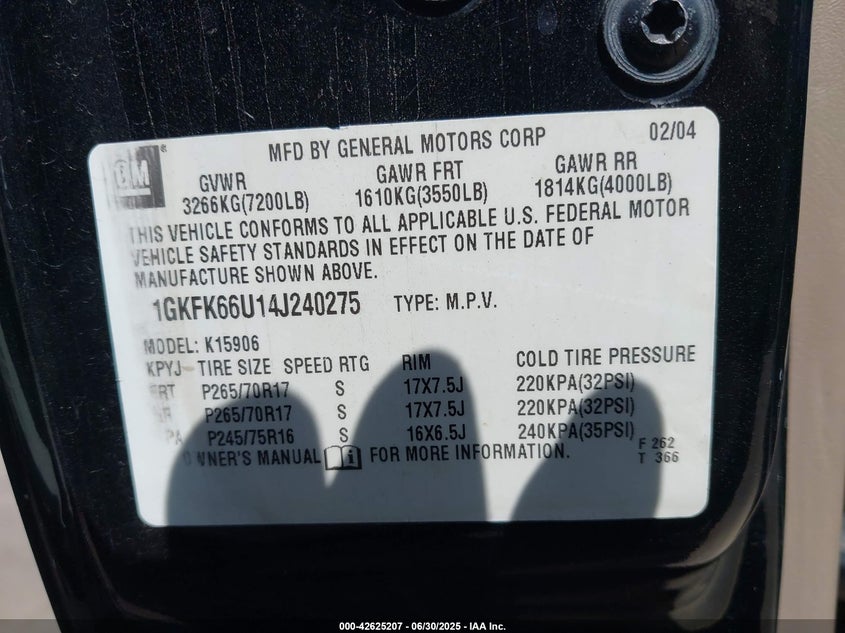 GM
MFD BY GENERAL MOTORS CORP 02/04
GVWR GAWR FRT GAWR RR
3266KG(7200LB) 1610KG(3550LB) 1814KG(4000LB)
THIS VEHICLE CONFORMS TO ALL APPLICABLE U.S. FEDERAL MOTOR
VEHICLE SAFETY STANDARDS IN EFFECT ON THE DATE OF
MANUFACTURE SHOWN ABOVE.
1GKFK66U14J240275 TYPE: M.P.V.
MODEL: K15906
KPYJ TIRE SIZE SPEED RTG RIM COLD TIRE PRESSURE
FRT P265/70R17 S 17X7.5J 220KPA(32PSI)
RR P265/70R17 S 17X7.5J 220KPA(32PSI)
P245/75R16 S 16X6.5J 240KPA(35PSI)
OWNER'S MANUAL FOR MORE INFORMATION.
F 262
T 366
000-42625207 - 06/30/2025 - IAA Inc.